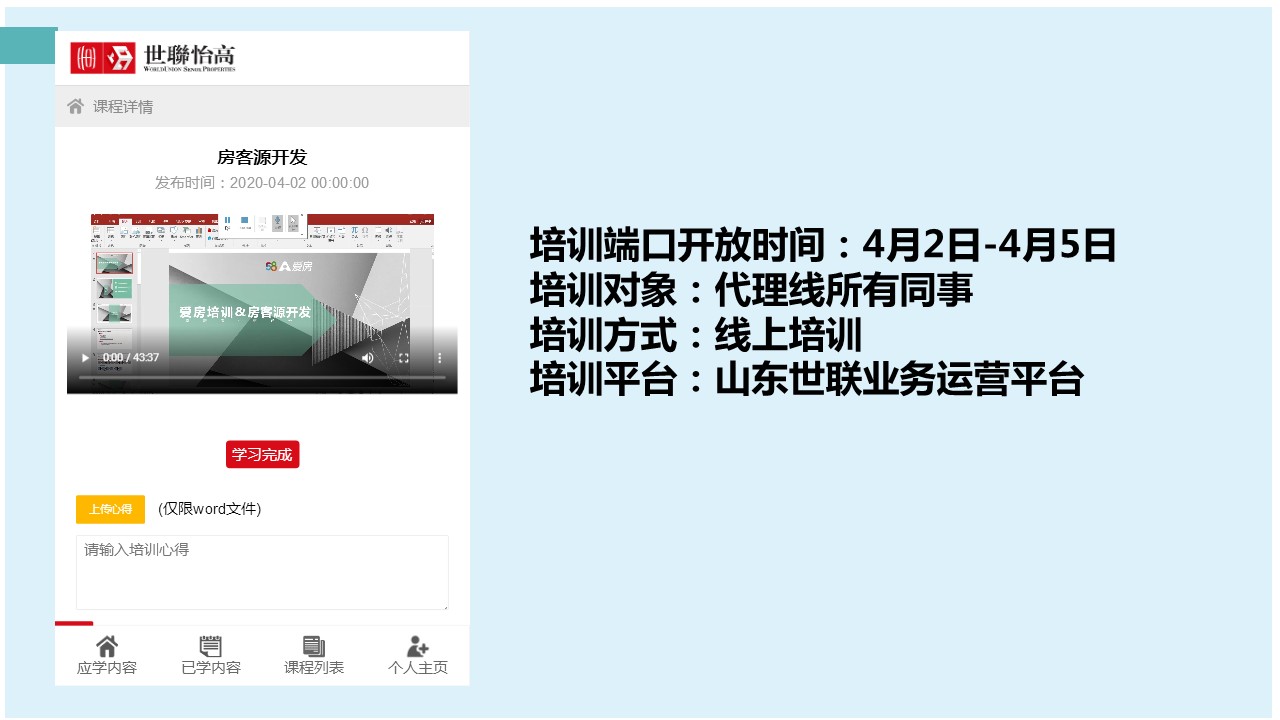 世聯怡高
WORLDUNION SRNOX PROPERTIES
课程详情
房客源开发
发布时间：2020-04-02 00:00:00
58 爱房
爱房培训&房客源开发
0:00 / 43:37
学习完成
上传心得 (仅限word文件)
请输入培训心得
应学内容 已学内容 课程列表 个人主页
培训端口开放时间：4月2日-4月5日
培训对象：代理线所有同事
培训方式：线上培训
培训平台：山东世联业务运营平台